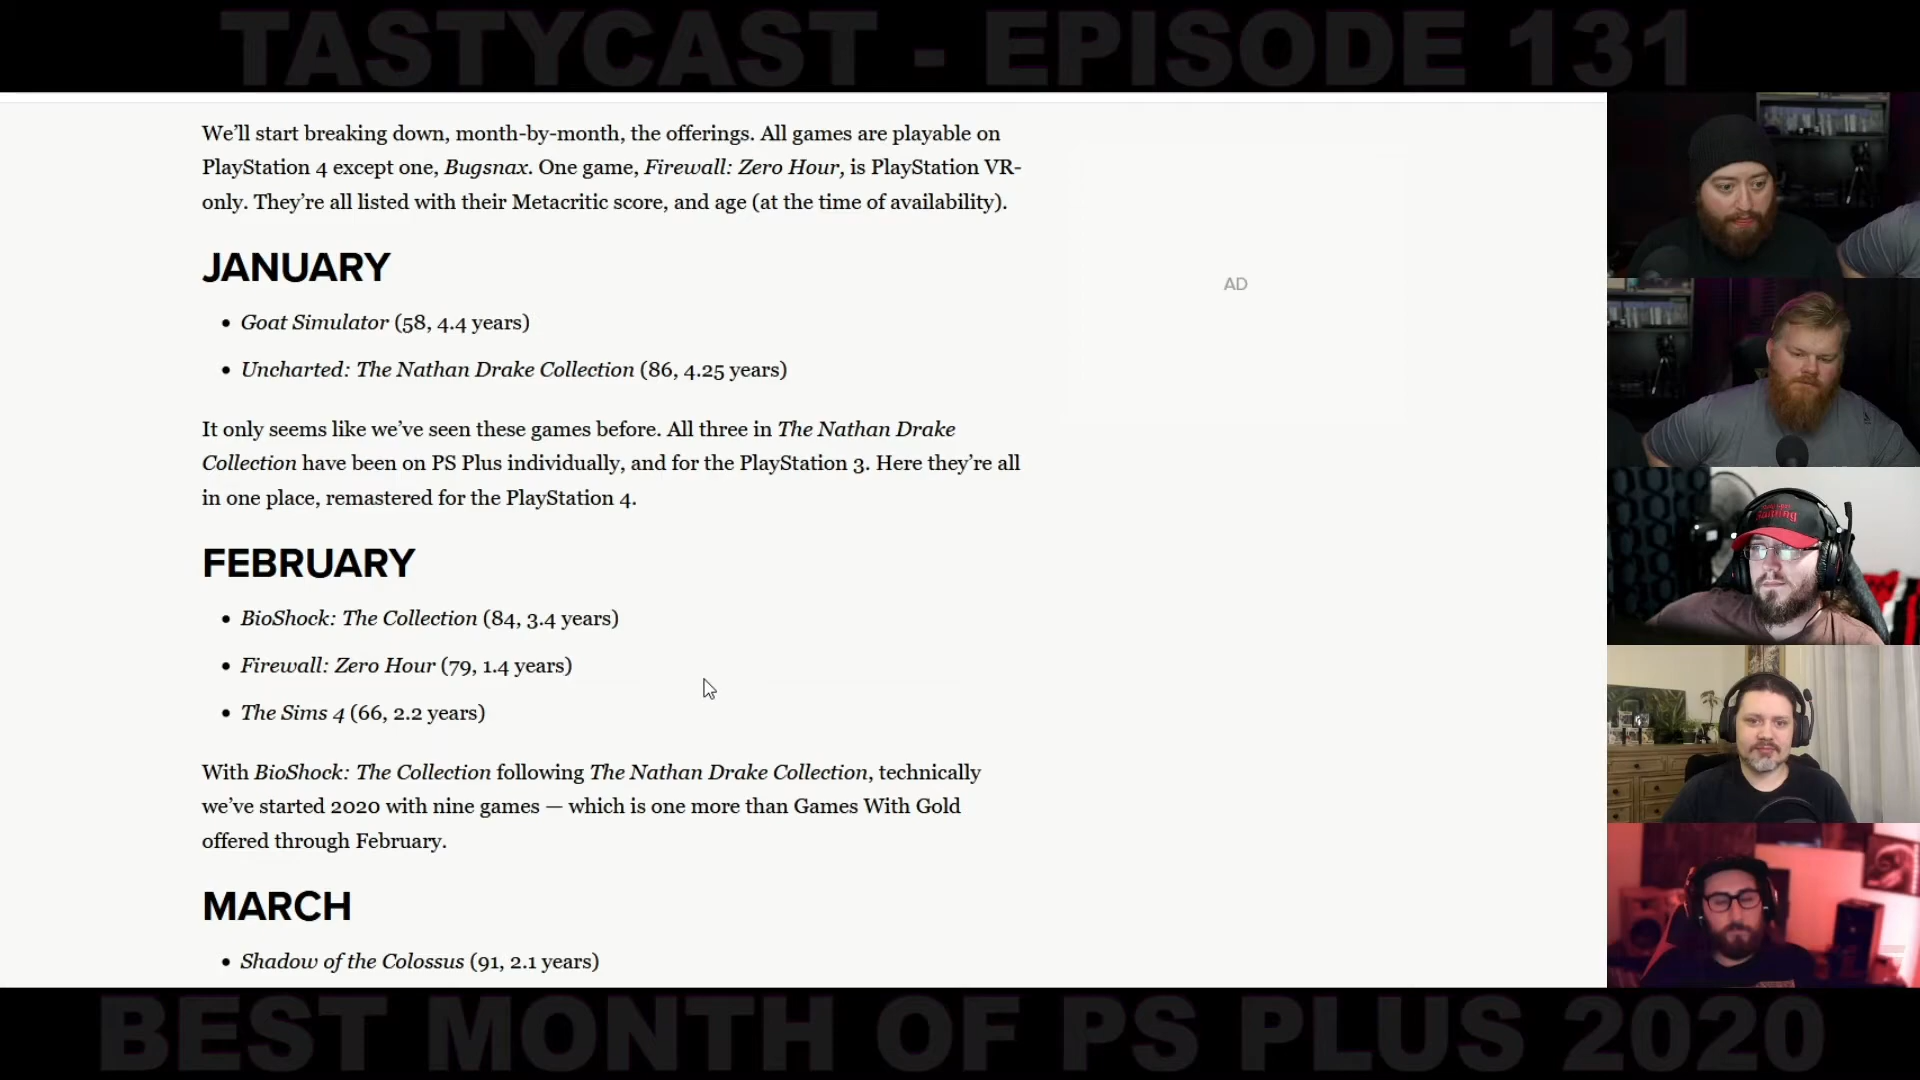 TASTYCAST - EPISODE 131
We’ll start breaking down, month-by-month, the offerings. All games are playable on
PlayStation 4 except one, Bugsnax. One game, Firewall: Zero Hour, is PlayStation VR-
only. They’re all listed with their Metacritic score, and age (at the time of availability).
JANUARY
• Goat Simulator (58, 4.4 years)
• Uncharted: The Nathan Drake Collection (86, 4.25 years)
It only seems like we’ve seen these games before. All three in The Nathan Drake
Collection have been on PS Plus individually, and for the PlayStation 3. Here they’re all
in one place, remastered for the PlayStation 4.
FEBRUARY
• BioShock: The Collection (84, 3.4 years)
• Firewall: Zero Hour (79, 1.4 years)
• The Sims 4 (66, 2.2 years)
With BioShock: The Collection following The Nathan Drake Collection, technically
we’ve started 2020 with nine games — which is one more than Games With Gold
offered through February.
MARCH
• Shadow of the Colossus (91, 2.1 years)
AD
BEST MONTH OF PS PLUS 2020